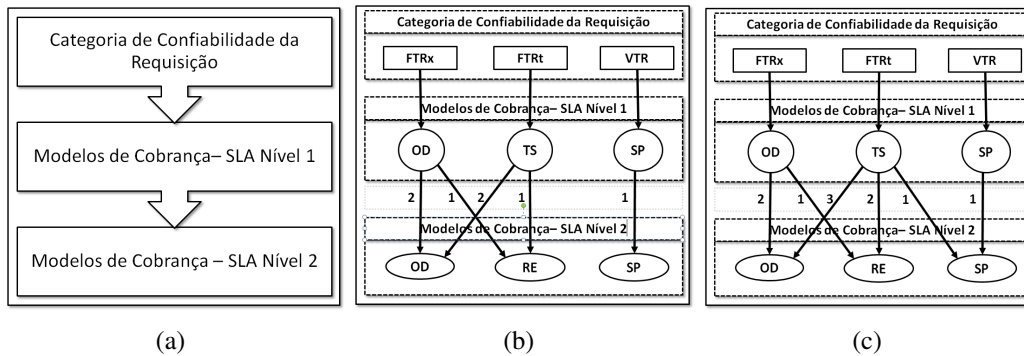 Categoria de Confiabilidade da
Requisição
Modelos de Cobrança– SLA Nível 1
Modelos de Cobrança – SLA Nível 2
(a)
Categoria de Confiabilidade da Requisição
FTRx FTRt VTR
Modelos de Cobrança– SLA Nível 1
OD TS SP
2 1 2 1 1
Modelos de Cobrança– SLA Nível 2
OD RE SP
(b)
Categoria de Confiabilidade da Requisição
FTRx FTRt VTR
Modelos de Cobrança– SLA Nível 1
OD TS SP
2 1 3 2 1 1
Modelos de Cobrança– SLA Nível 2
OD RE SP
(c)